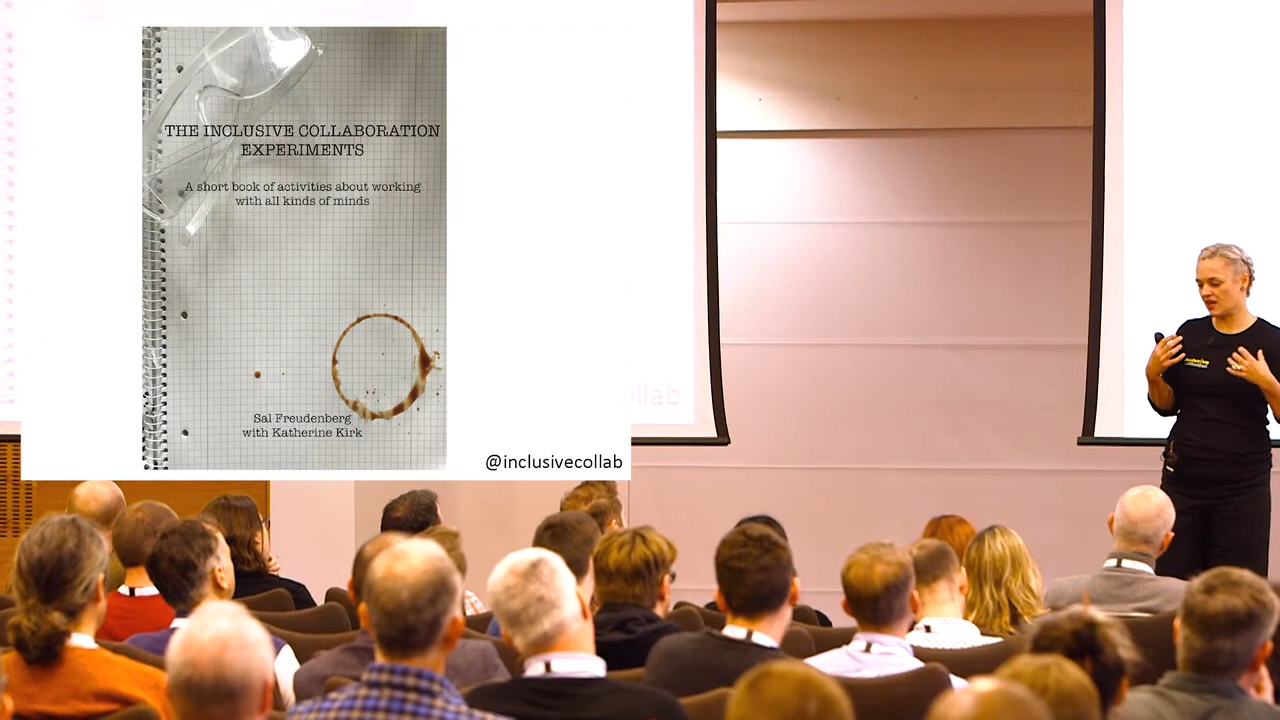 THE INCLUSIVE COLLABORATION
EXPERIMENTS
A short book of activities about working
with all kinds of minds
Sal Freudenberg
with Katherine Kirk
@inclusivecollab
llab